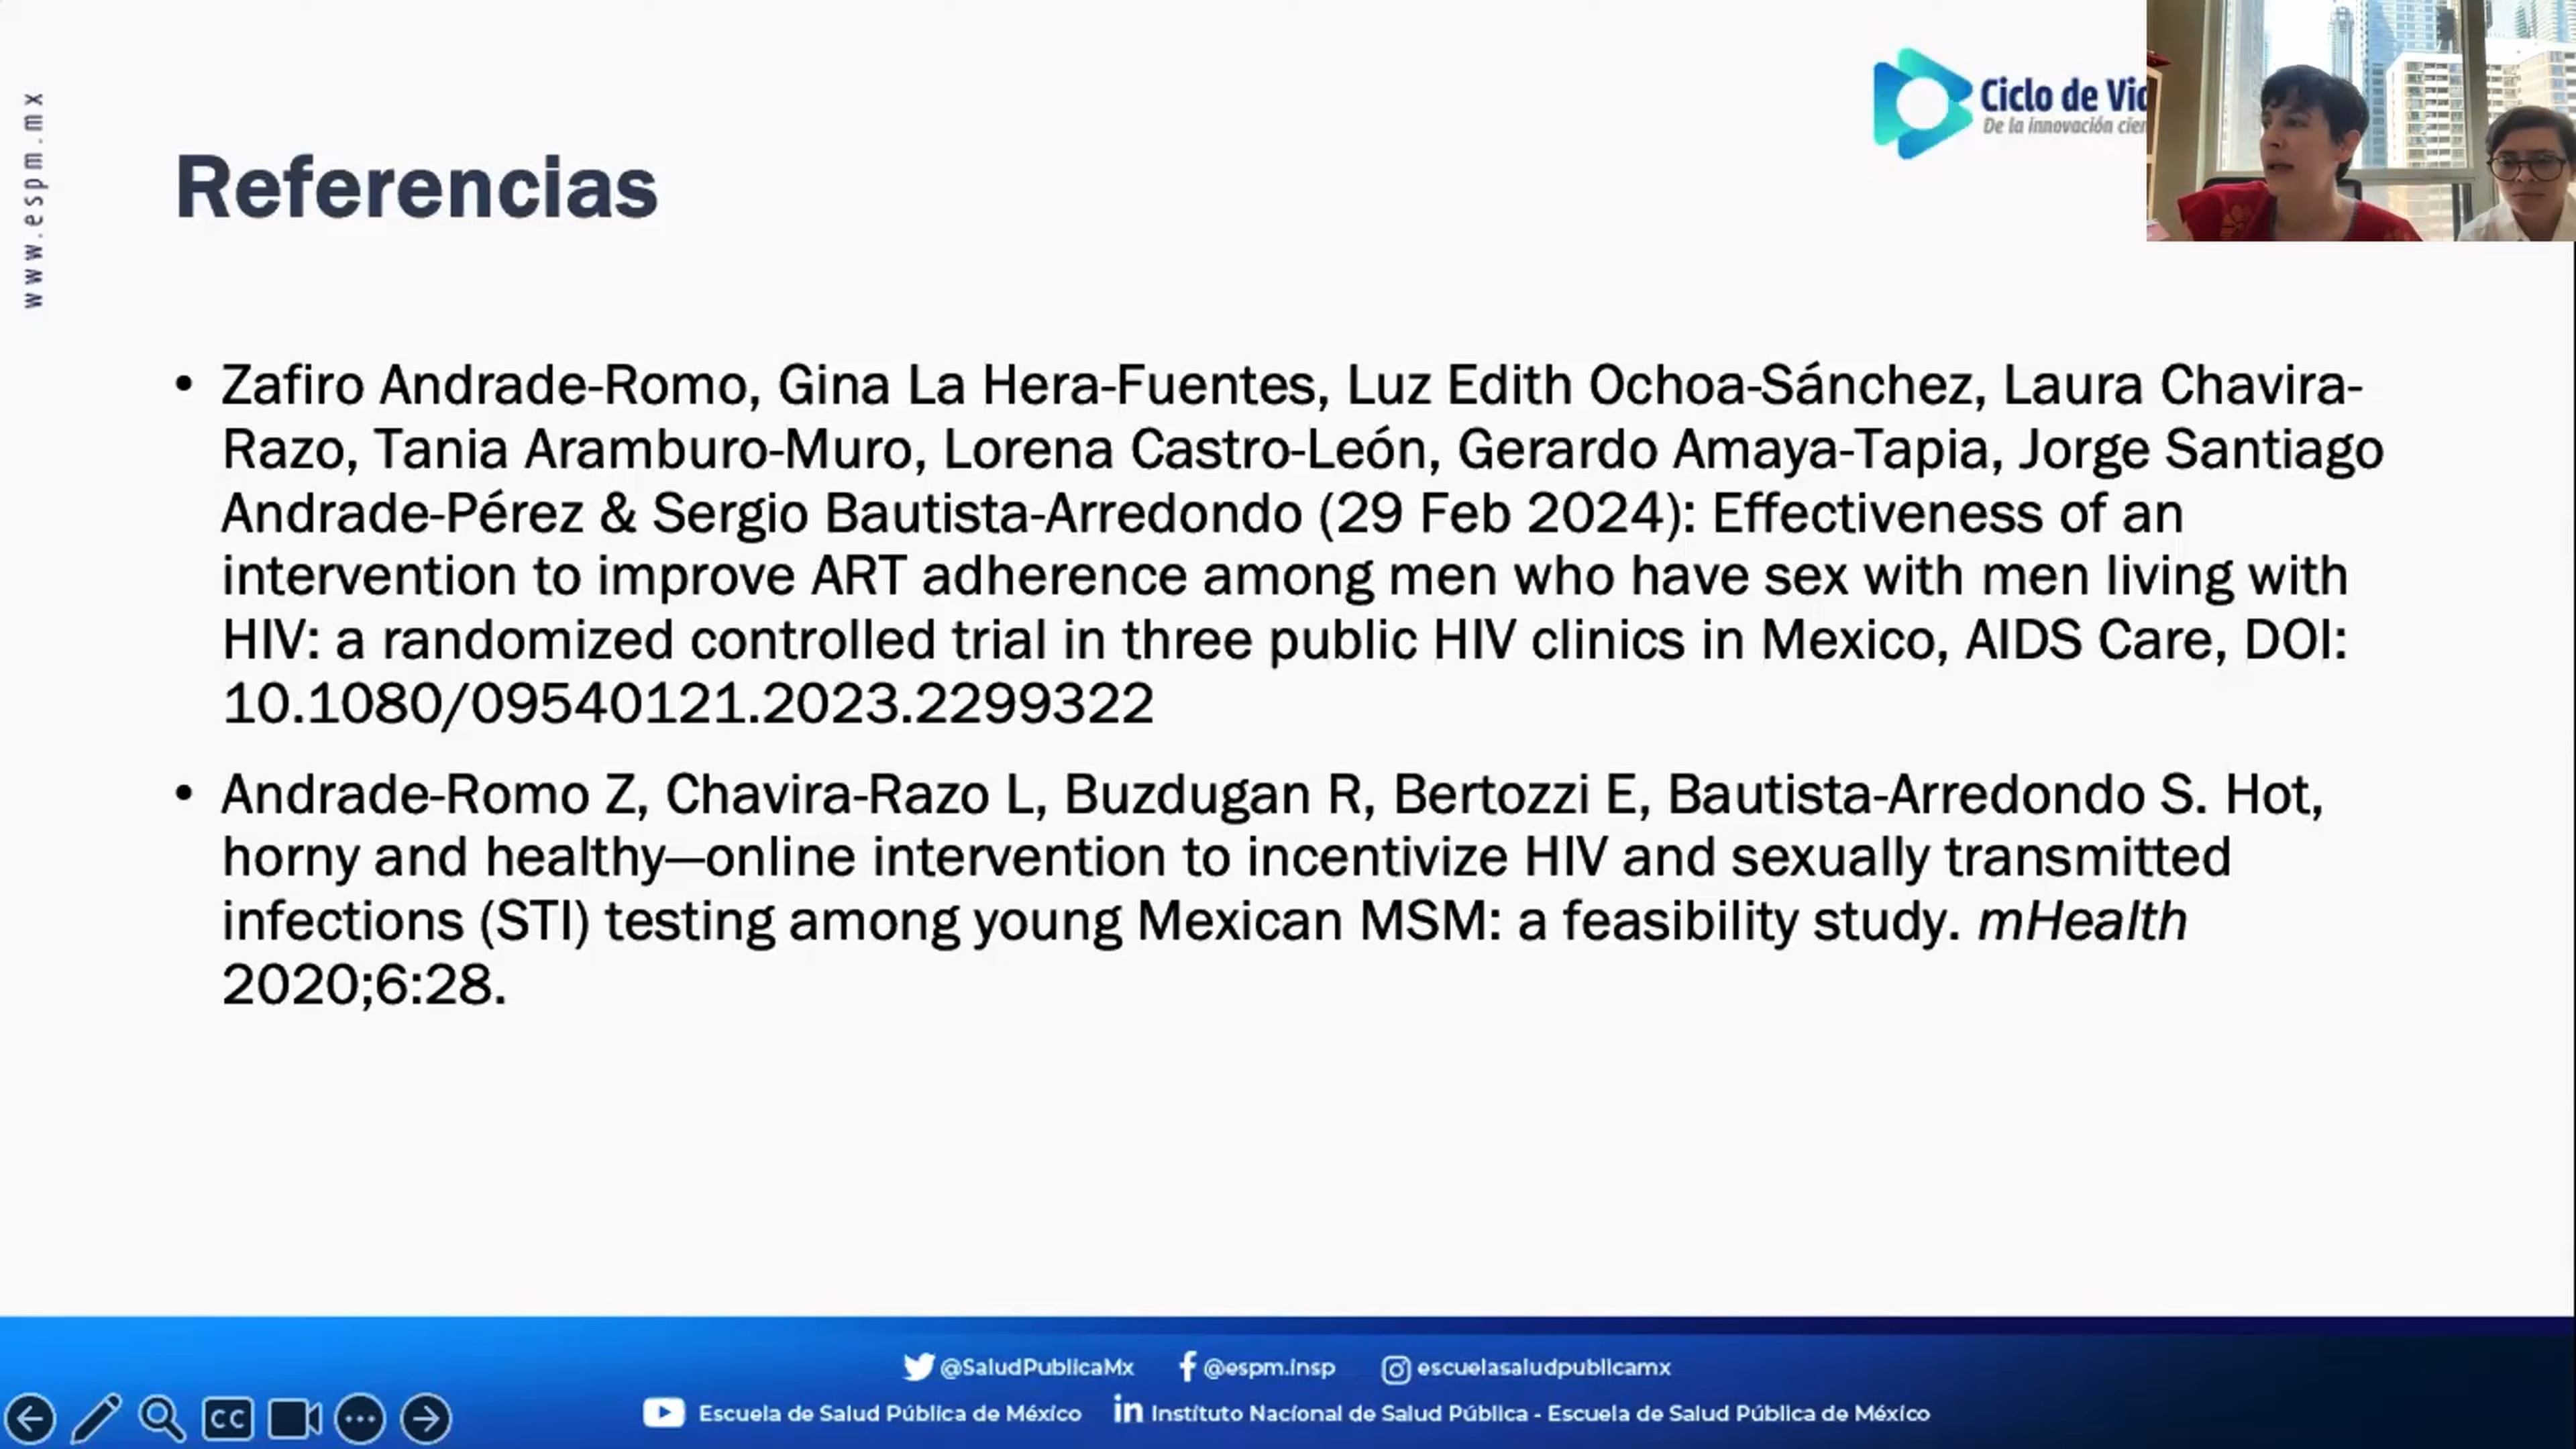 www.espm.mx
Ciclo de
De la innovación
Referencias
• Zafiro Andrade-Romo, Gina La Hera-Fuentes, Luz Edith Ochoa-Sánchez, Laura Chavira-
Razo, Tania Aramburo-Muro, Lorena Castro-León, Gerardo Amaya-Tapia, Jorge Santiago
Andrade-Pérez & Sergio Bautista-Arredondo (29 Feb 2024): Effectiveness of an
intervention to improve ART adherence among men who have sex with men living with
HIV: a randomized controlled trial in three public HIV clinics in Mexico, AIDS Care, DOI:
10.1080/09540121.2023.2299322
• Andrade-Romo Z, Chavira-Razo L, Buzdugan R, Bertozzi E, Bautista-Arredondo S. Hot,
horny and healthy—online intervention to incentivize HIV and sexually transmitted
infections (STI) testing among young Mexican MSM: a feasibility study. mHealth
2020;6:28.
@SaludPublicaMx @espm.insp escuelasaludpublicamx
Escuela de Salud Pública de México in Instituto Nacional de Salud Pública - Escuela de Salud Pública de México
CC